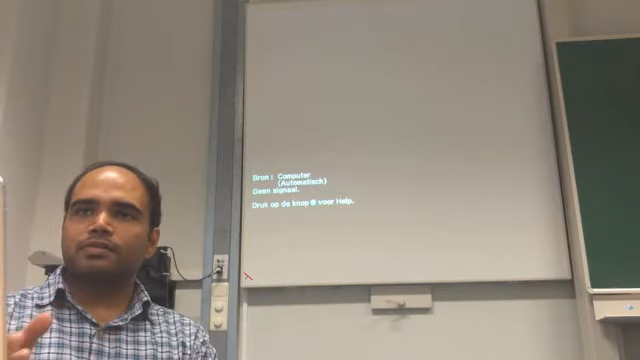 Bron: Computer
(Automatisch)
Geen signaal.
Druk op de knop voor Help.